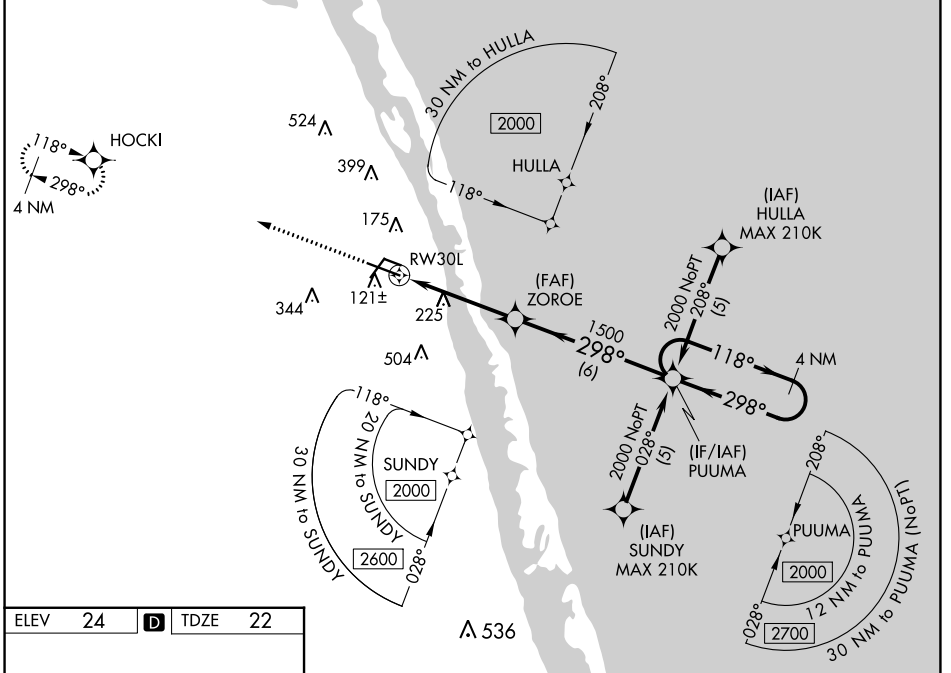 30 NM to HULLA
208°
2000
HULLA
118°
524
399
175
118°
HOCKI
298°
4 NM
RW30L
121±
344
225
504
(FAF)
ZOROE
1500
298°
(6)
(IAF)
HULLA
MAX 210K
2000 NoPT
208°
(5)
118°
4 NM
298°
(IF/IAF)
PUUMA
2000 NoPT
028°
(5)
(IAF)
SUNDY
MAX 210K
118°
20 NM to SUNDY
SUNDY
2000
30 NM to SUNDY
2600
028°
208°
PUUMA
2000
12 NM to PUUMA
2700
30 NM to PUUMA (NoPT)
028°
536
ELEV 24 D TDZE 22